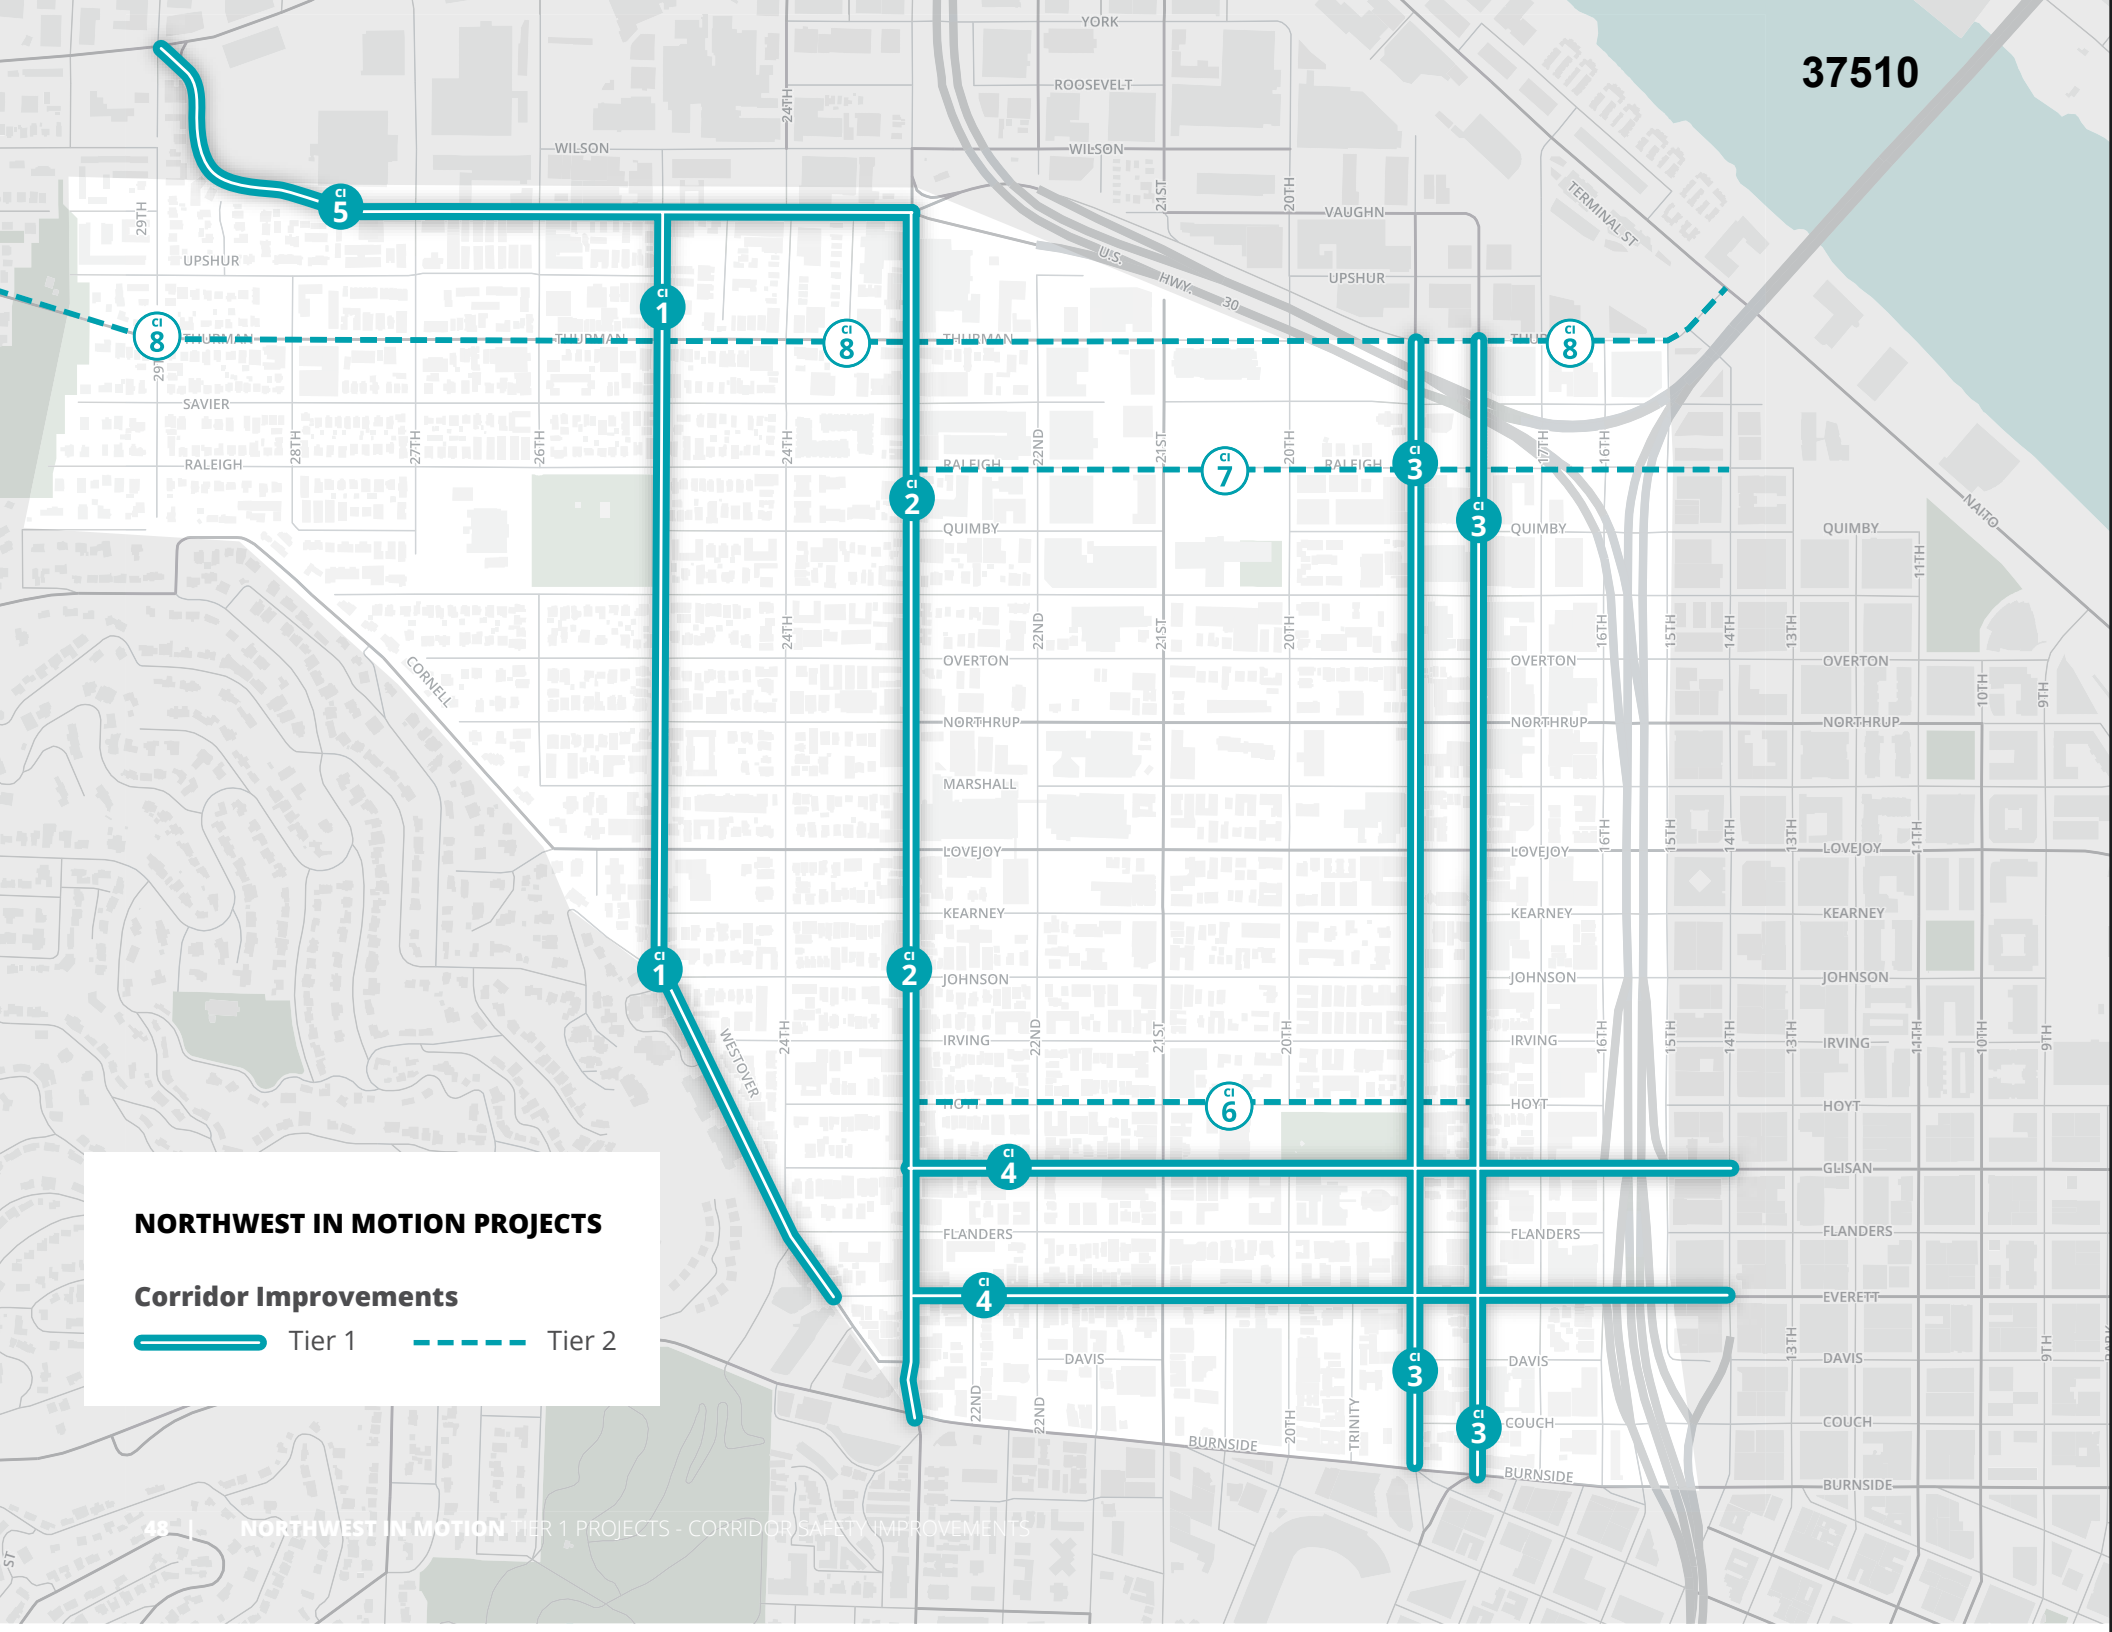 YORK
37510
ROOSEVELT
24TH
WILSON
WILSON
21ST
20TH
29TH
VAUGHN
TERMINAL ST
CI
5
UPSHUR
U.S. HWY. 30
UPSHUR
CI
1
CI
8
THURMAN
THURMAN
CI
8
THURMAN
CI
8
SAVIER
28TH
27TH
26TH
24TH
22ND
21ST
20TH
17TH
16TH
RALEIGH
RALEIGH
CI
7
RALEIGH
CI
3
CI
2
CI
3
NAITO
QUIMBY
QUIMBY
QUIMBY
11TH
24TH
22ND
21ST
20TH
16TH
15TH
14TH
13TH
CORNELL
OVERTON
OVERTON
OVERTON
10TH
9TH
NORTHRUP
NORTHRUP
NORTHRUP
MARSHALL
16TH
15TH
14TH
13TH
11TH
LOVEJOY
LOVEJOY
LOVEJOY
KEARNEY
KEARNEY
KEARNEY
CI
1
CI
2
JOHNSON
JOHNSON
JOHNSON
WESTOVER
24TH
22ND
21ST
20TH
16TH
15TH
14TH
13TH
11TH
10TH
9TH
IRVING
IRVING
IRVING
HOYT
CI
6
HOYT
HOYT
CI
4
GLISAN
NORTHWEST IN MOTION PROJECTS
FLANDERS
FLANDERS
FLANDERS
Corridor Improvements
CI
4
EVERETT
Tier 1
Tier 2
DAVIS
DAVIS
DAVIS
13TH
9TH
CI
3
22ND
22ND
20TH
TRINITY
CI
3
COUCH
COUCH
BURNSIDE
BURNSIDE
BURNSIDE
48 | NORTHWEST IN MOTION TIER 1 PROJECTS - CORRIDOR SAFETY IMPROVEMENTS
ST